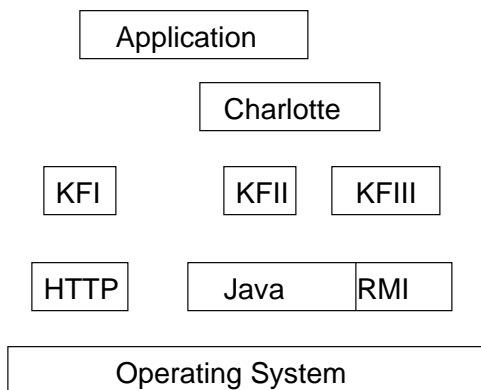 Application
Charlotte
KFI KFII KFIII
HTTP Java RMI
Operating System